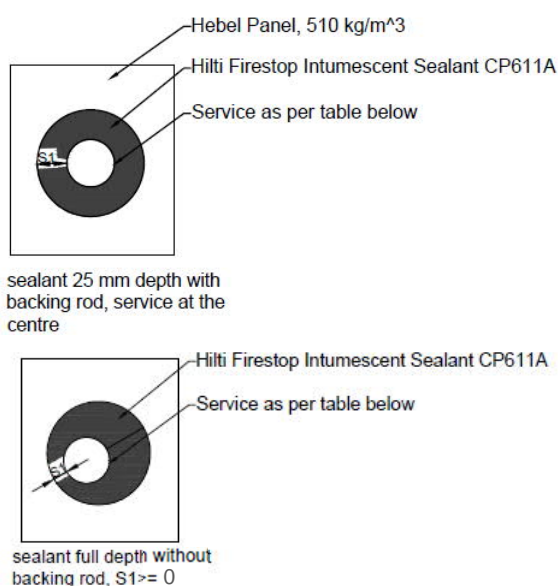 Hebel Panel, 510 kg/m^3
Hilti Firestop Intumescent Sealant CP611A
Service as per table below
S1
sealant 25 mm depth with
backing rod, service at the
centre
Hilti Firestop Intumescent Sealant CP611A
Service as per table below
S1
sealant full depth without
backing rod, S1>= 0